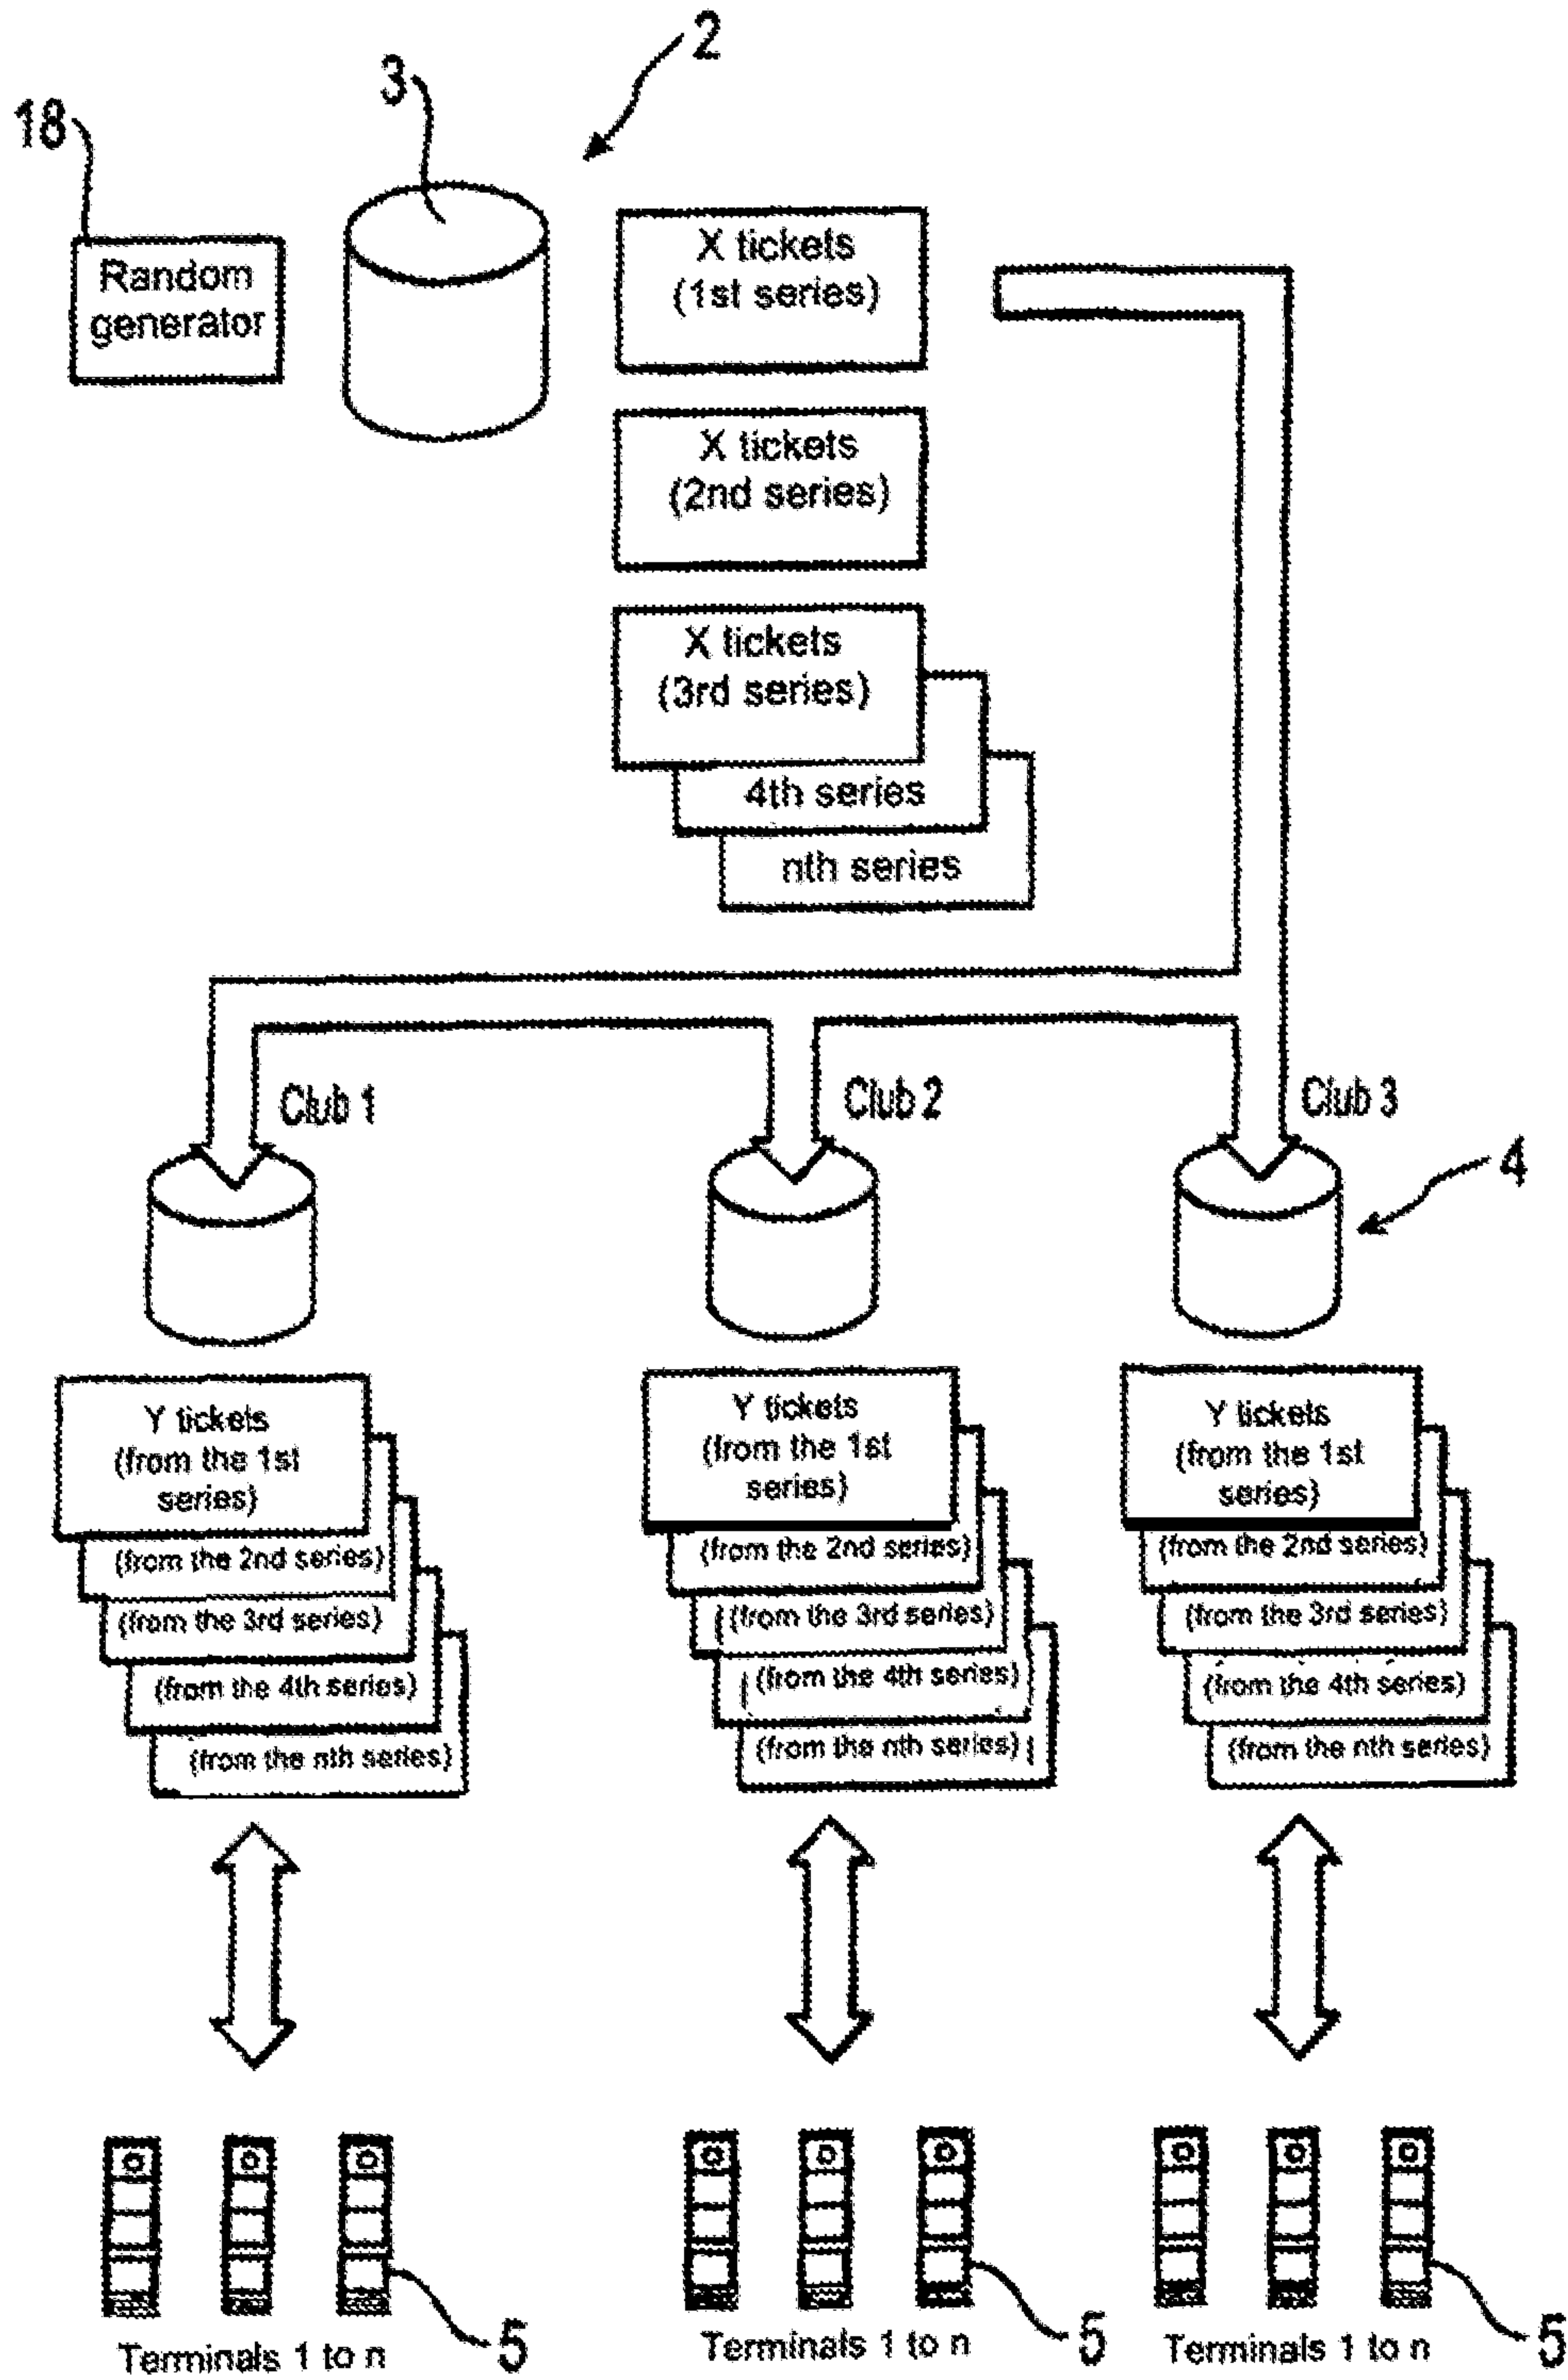 2
3
18
Random
generator
X tickets
(1st series)
X tickets
(2nd series)
X tickets
(3rd series)
4th series
nth series
Club 1
Club 2
Club 3
4
Y tickets
(from the 1st
series)
(from the 2nd series)
(from the 3rd series)
(from the 4th series)
(from the nth series)
Y tickets
(from the 1st
series)
(from the 2nd series)
(from the 3rd series)
(from the 4th series)
(from the nth series)
Y tickets
(from the 1st
series)
(from the 2nd series)
(from the 3rd series)
(from the 4th series)
(from the nth series)
Terminals 1 to n
5
Terminals 1 to n
5
Terminals 1 to n
5